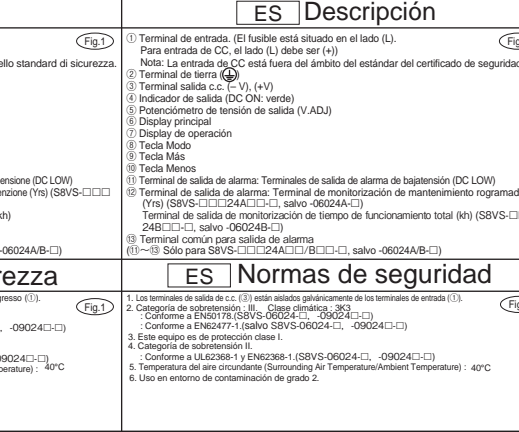 ES Descripción
Fig.1
ello standard di sicurezza.
ensione (DC LOW)
enzione (Yrs) (S8VS-□□□
kh)
-06024A/B-□)
① Terminal de entrada. (El fusible está situado en el lado (L).
Para entrada de CC, el lado (L) debe ser (+))
Nota: La entrada de CC está fuera del ámbito del estándar del certificado de seguridad
② Terminal de tierra (⏚)
③ Terminal salida c.c. (– V), (+V)
④ Indicador de salida (DC ON: verde)
⑤ Potenciómetro de tensión de salida (V.ADJ)
⑥ Display principal
⑦ Display de operación
⑧ Tecla Modo
⑨ Tecla Más
⑩ Tecla Menos
⑪ Terminal de salida de alarma: Terminales de salida de alarma de bajatensión (DC LOW)
⑫ Terminal de salida de alarma: Terminal de monitorización de mantenimiento rogramad
(Yrs) (S8VS-□□□24A□□-□, salvo -06024A-□)
Terminal de salida de monitorización de tiempo de funcionamiento total (kh) (S8VS-□
24B□□-□, salvo -06024B-□)
⑬ Terminal común para salida de alarma
(⑪~⑬ Sólo para S8VS-□□□24A□□/B□□-□, salvo -06024A/B-□)
Fig
rezza
ES Normas de seguridad
gresso (①).
Fig.1
, -09024□-□)
09024□-□)
perature) : 40°C
1. Los terminales de salida de c.c. (③) están aislados galvánicamente de los terminales de entrada (①).
2. Categoría de sobretensión : III. Clase climática : 3K3
: Conforme a EN50178.(S8VS-06024-□, -09024□-□)
: Conforme a EN62477-1.(salvo S8VS-06024-□, -09024□-□)
3. Este equipo es de protección clase I.
4. Categoría de sobretensión II.
: Conforme a UL62368-1 y EN62368-1.(S8VS-06024-□, -09024□-□)
5. Temperatura del aire circundante (Surrounding Air Temperature/Ambient Temperature) : 40°C
6. Uso en entorno de contaminación de grado 2.
Fig